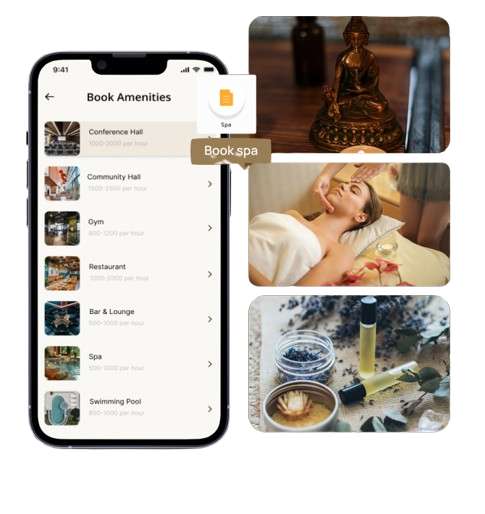 9:41
Book Amenities
Conference Hall
1000-2000 per hour
Community Hall
1500-2500 per hour
Gym
800-1200 per hour
Restaurant
1000-2000 per hour
Bar & Lounge
500-1000 per hour
Spa
500-1000 per hour
Swimming Pool
800-1000 per hour
Spa
Book spa